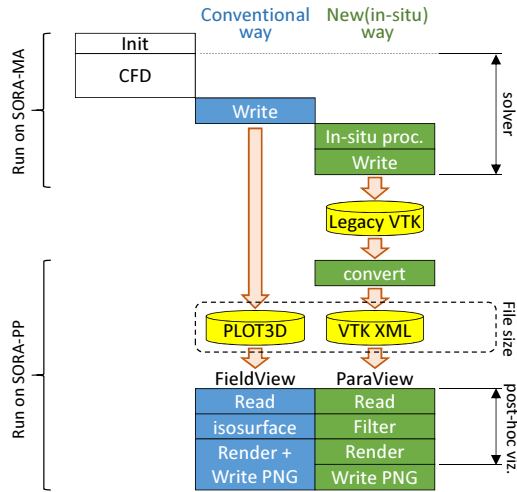 Conventional
way
New(in-situ)
way
Init
CFD
Write
In-situ proc.
Write
solver
Run on SORA-MA
Legacy VTK
convert
PLOT3D
VTK XML
File size
Run on SORA-PP
FieldView
ParaView
Read
Read
isosurface
Filter
Render +
Write PNG
Render
Write PNG
post-hoc viz.